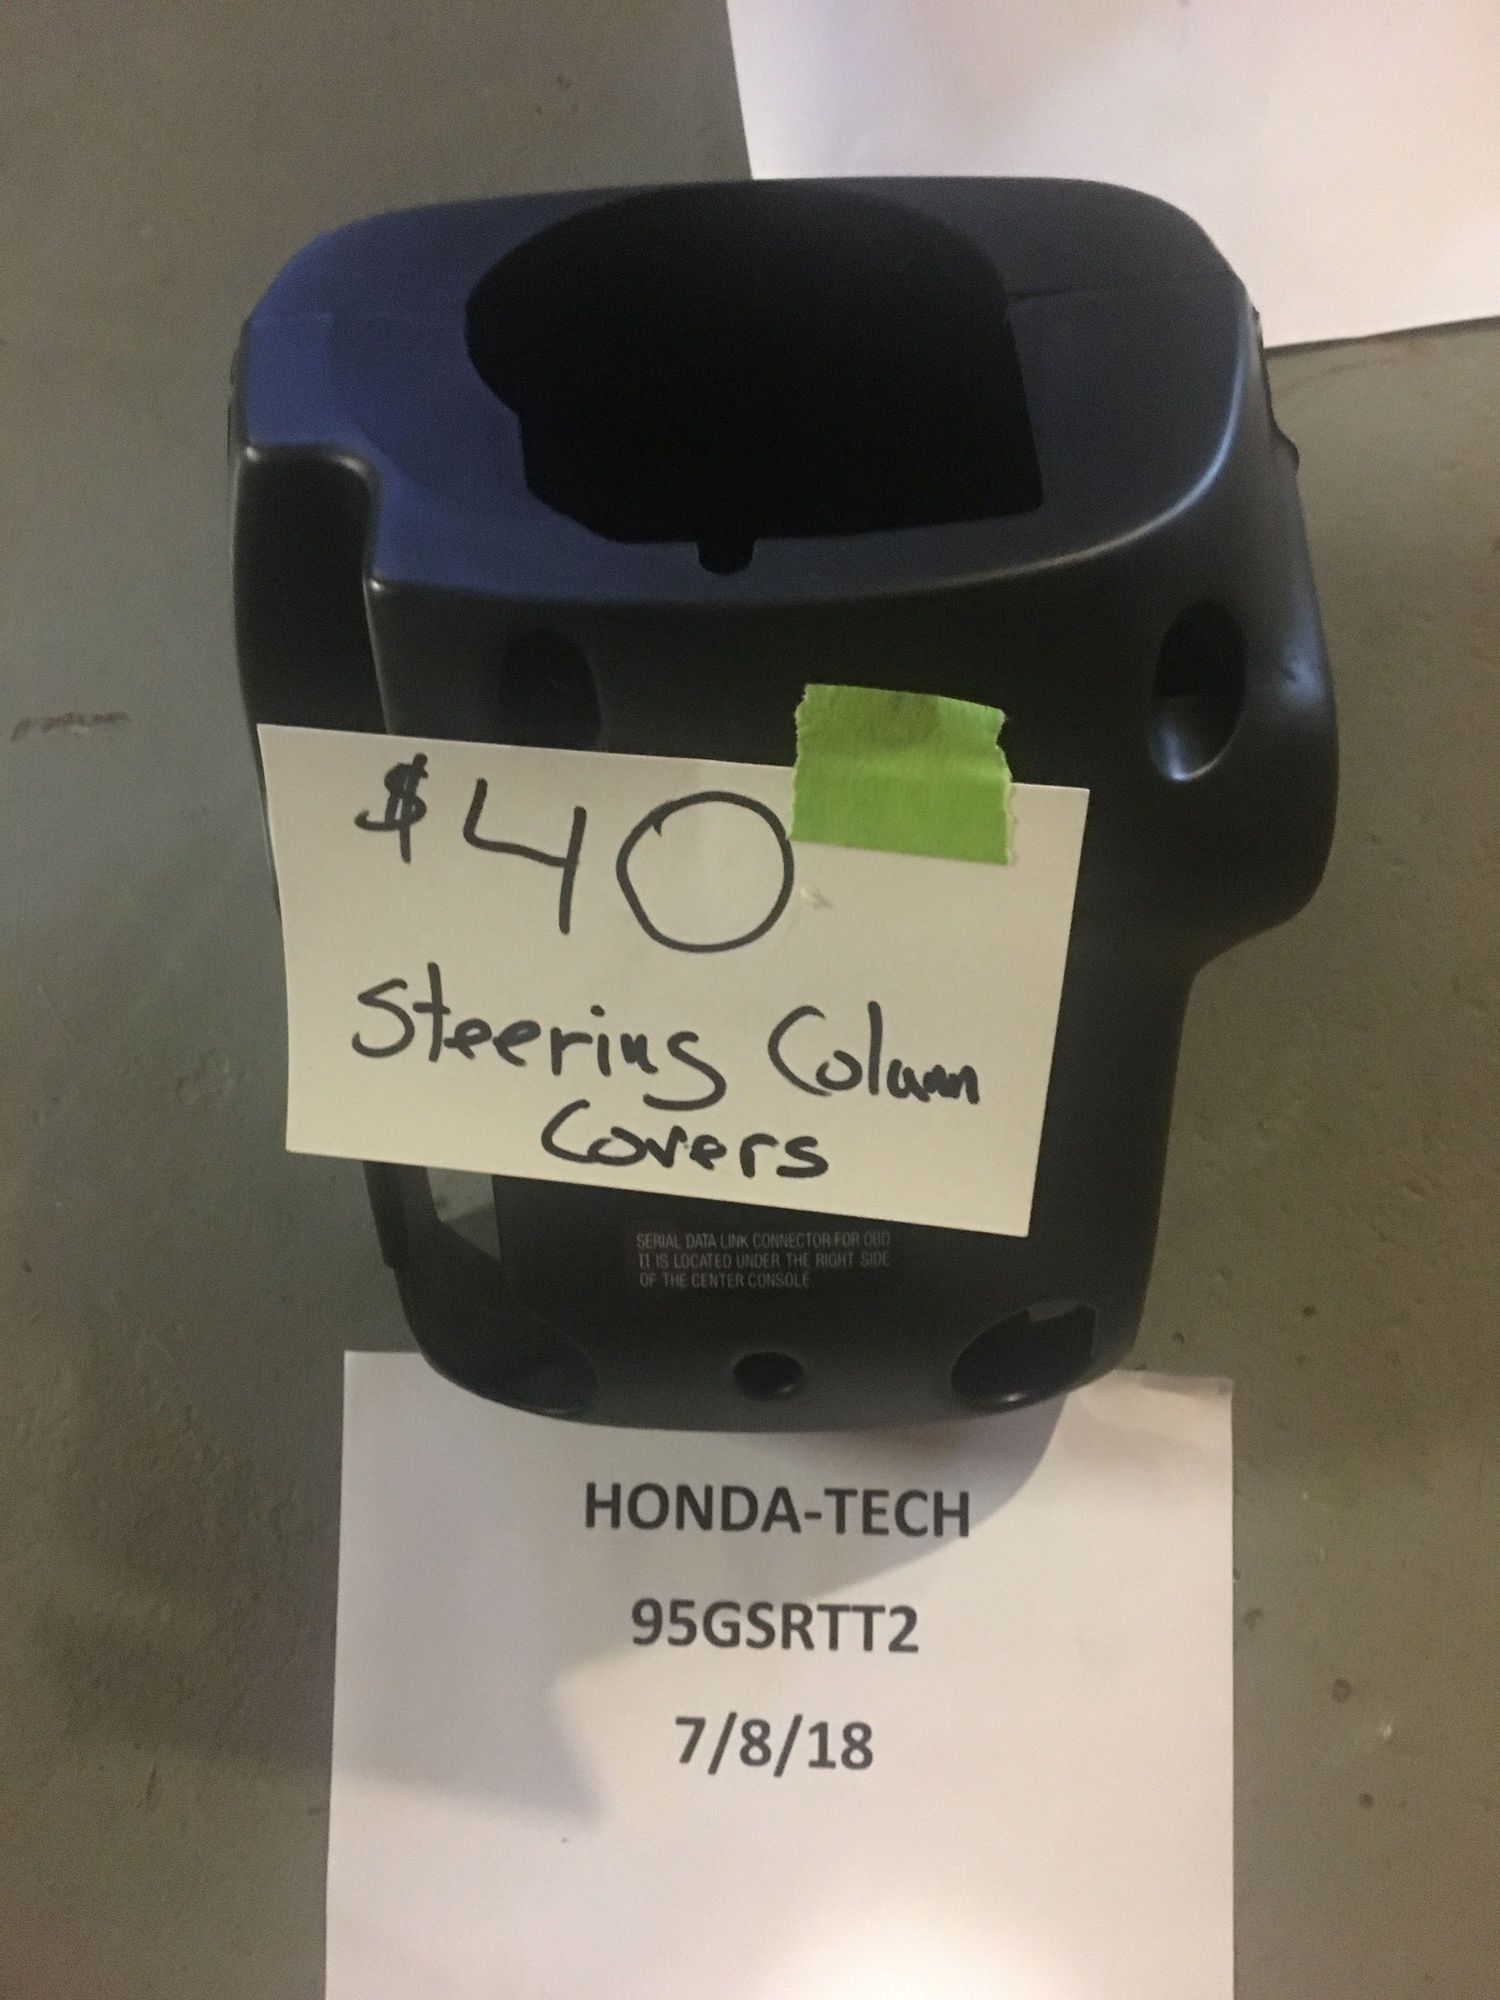 $40
Steering Column
Covers
SERIAL DATA LINK CONNECTOR FOR OBD
II IS LOCATED UNDER THE RIGHT SIDE
OF THE CENTER CONSOLE
HONDA-TECH
95GSRTT2
7/8/18